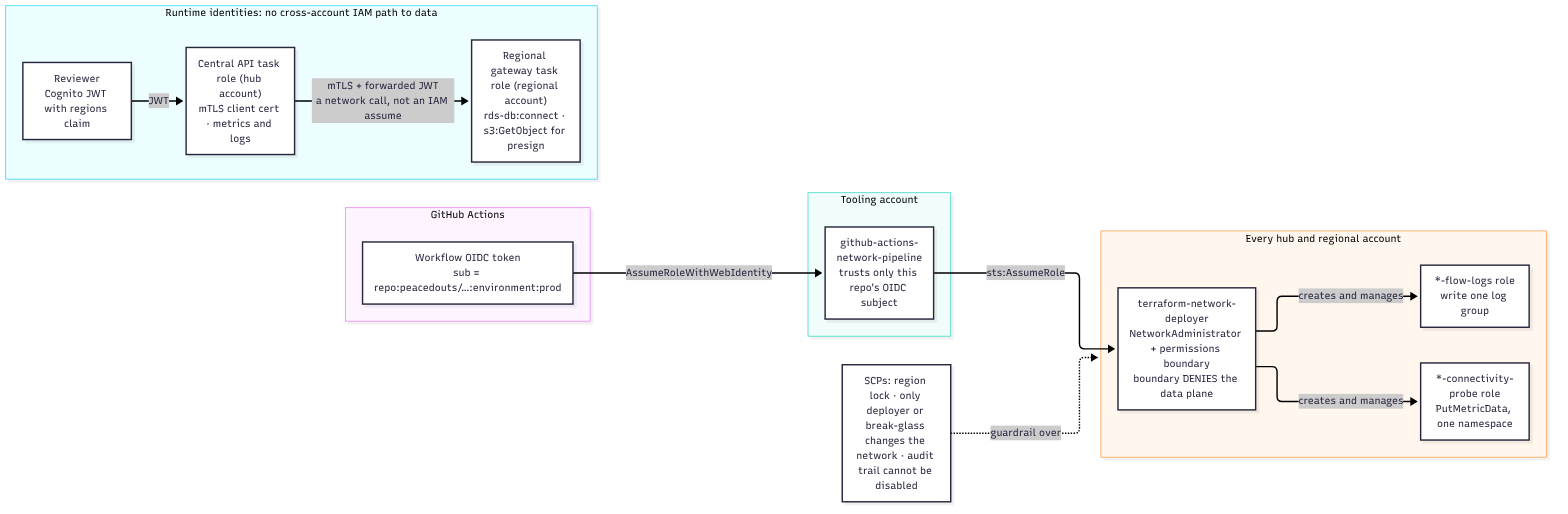 Runtime identities: no cross-account IAM path to data
Reviewer
Cognito JWT
with regions
claim
JWT
Central API task
role (hub
account)
mTLS client cert
· metrics and
logs
mTLS + forwarded JWT
a network call, not an IAM
assume
Regional
gateway task
role (regional
account)
rds-db:connect ·
s3:GetObject for
presign
GitHub Actions
Workflow OIDC token
sub =
repo:peacedouts/...:environment:prod
AssumeRoleWithWebIdentity
Tooling account
github-actions-
network-pipeline
trusts only this
repo's OIDC
subject
sts:AssumeRole
SCPs: region
lock · only
deployer or
break-glass
changes the
network · audit
trail cannot be
disabled
guardrail over
Every hub and regional account
terraform-network-
deployer
NetworkAdministrator
+ permissions
boundary
boundary DENIES the
data plane
creates and manages
*-flow-logs role
write one log
group
creates and manages
*-connectivity-
probe role
PutMetricData,
one namespace